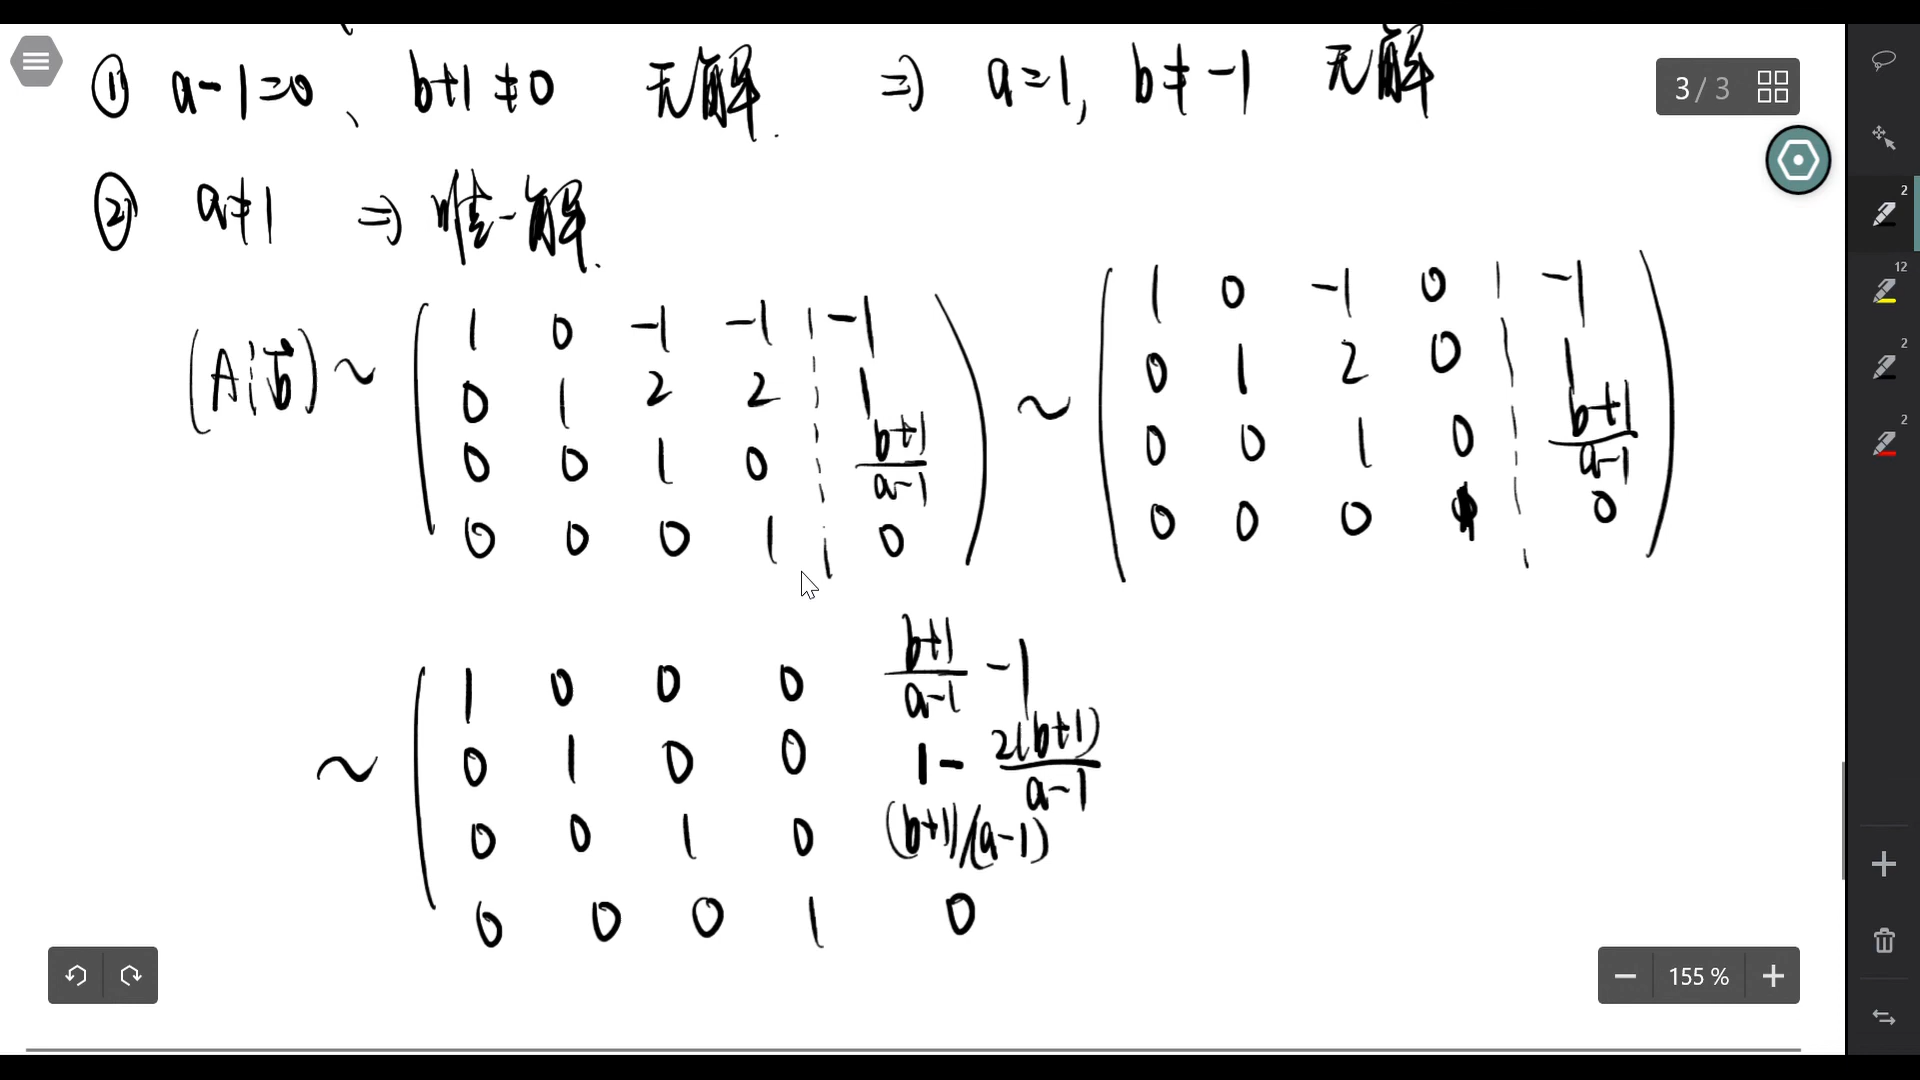 ① a-1=0、 b+1≠0 无解. ⇒ a=1, b≠-1 无解
② a≠1 ⇒ 唯一解.
3 / 3
2
12
2
2
(A¦b⃗) ~ ( 1 0 -1 -1 ¦ -1 ) ~ ( 1 0 -1 0 ¦ -1 )
0 1 2 2 ¦ 1 0 1 2 0 ¦ 1
0 0 1 0 ¦ (b+1)/(a-1) 0 0 1 0 ¦ (b+1)/(a-1)
0 0 0 1 ¦ 0 0 0 0 1 ¦ 0
~ ( 1 0 0 0 (b+1)/(a-1) -1
0 1 0 0 1- 2(b+1)/(a-1)
0 0 1 0 (b+1)/(a-1)
0 0 0 1 0
155 %